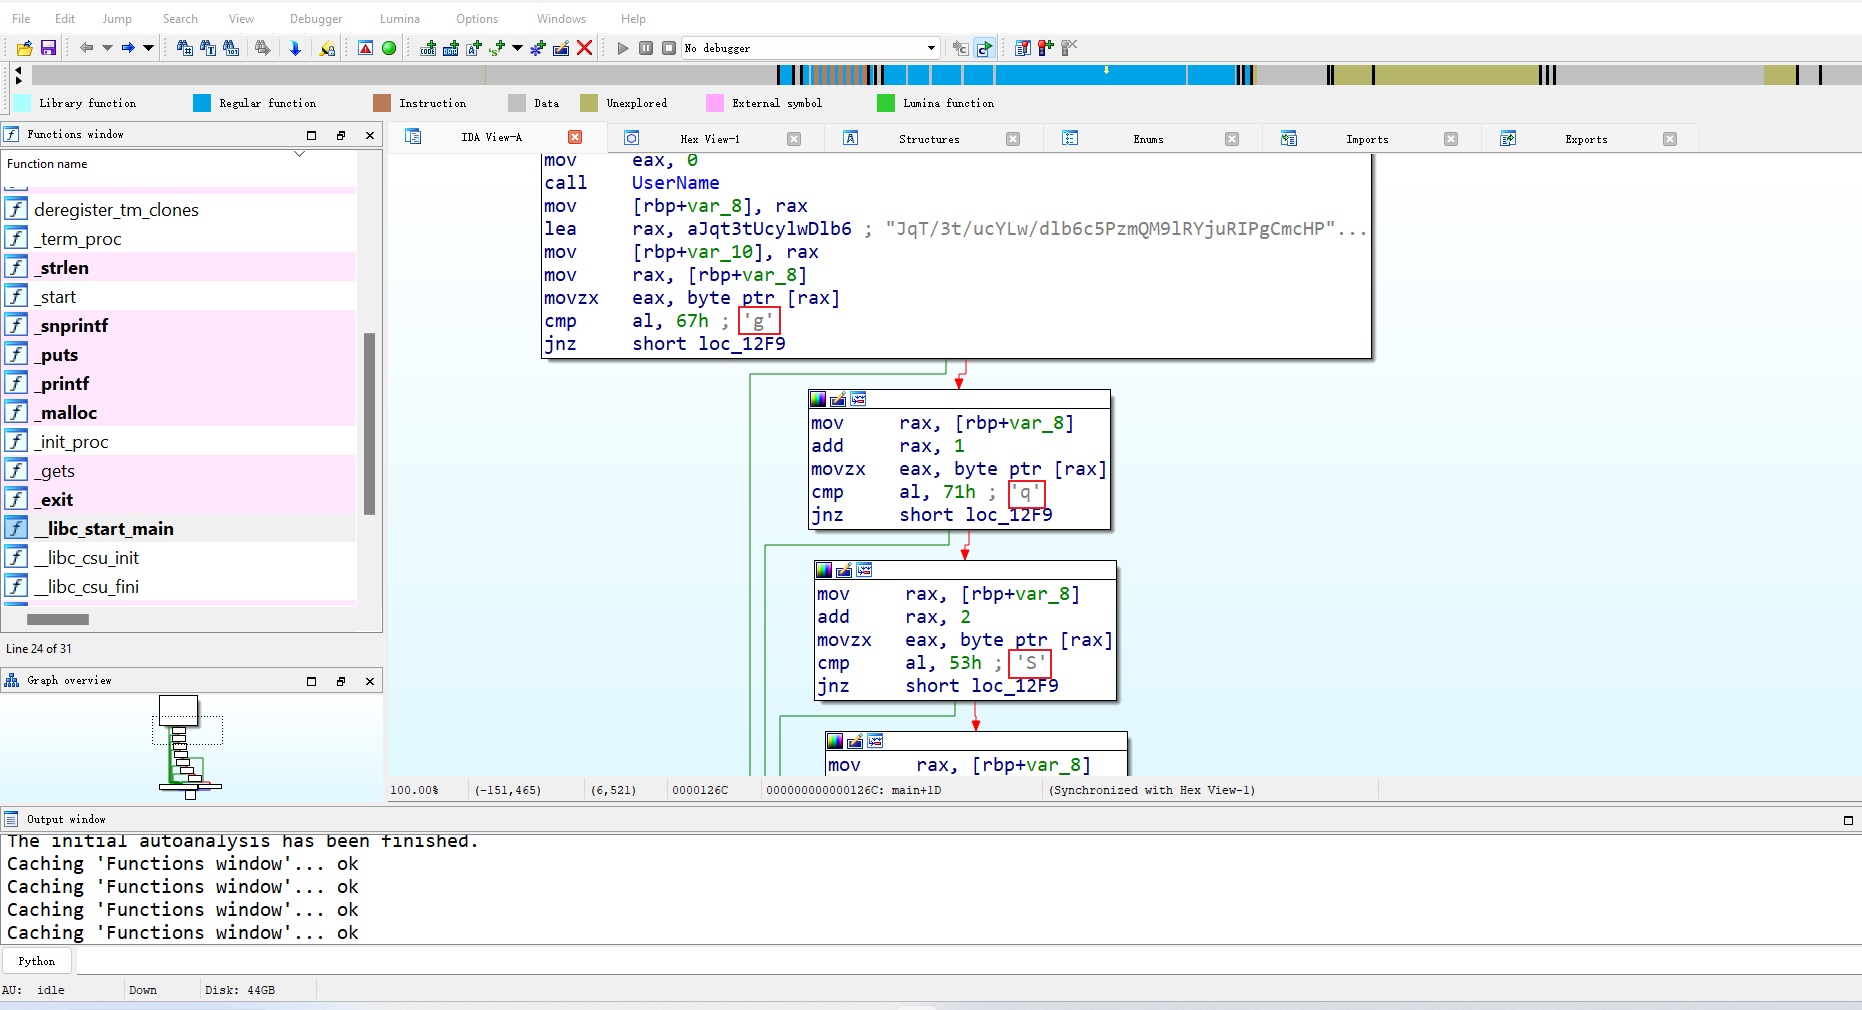 File Edit Jump Search View Debugger Lumina Options Windows Help
No debugger
Library function Regular function Instruction Data Unexplored External symbol Lumina function
Functions window
Function name
deregister_tm_clones
_term_proc
_strlen
_start
_snprintf
_puts
_printf
_malloc
_init_proc
_gets
_exit
__libc_start_main
__libc_csu_init
__libc_csu_fini
Line 24 of 31
Graph overview
IDA View-A Hex View-1 Structures Enums Imports Exports
mov eax, 0
call UserName
mov [rbp+var_8], rax
lea rax, aJqt3tUcylwDlb6 ; "JqT/3t/ucYLw/dlb6c5PzmQM9lRYjuRIPgCmcHP"...
mov [rbp+var_10], rax
mov rax, [rbp+var_8]
movzx eax, byte ptr [rax]
cmp al, 67h ; 'g'
jnz short loc_12F9
mov rax, [rbp+var_8]
add rax, 1
movzx eax, byte ptr [rax]
cmp al, 71h ; 'q'
jnz short loc_12F9
mov rax, [rbp+var_8]
add rax, 2
movzx eax, byte ptr [rax]
cmp al, 53h ; 'S'
jnz short loc_12F9
mov rax, [rbp+var_8]
100.00% (-151,465) (6,521) 0000126C 000000000000126C: main+1D (Synchronized with Hex View-1)
Output window
The initial autoanalysis has been finished.
Caching 'Functions window'... ok
Caching 'Functions window'... ok
Caching 'Functions window'... ok
Caching 'Functions window'... ok
Python
AU: idle Down Disk: 44GB